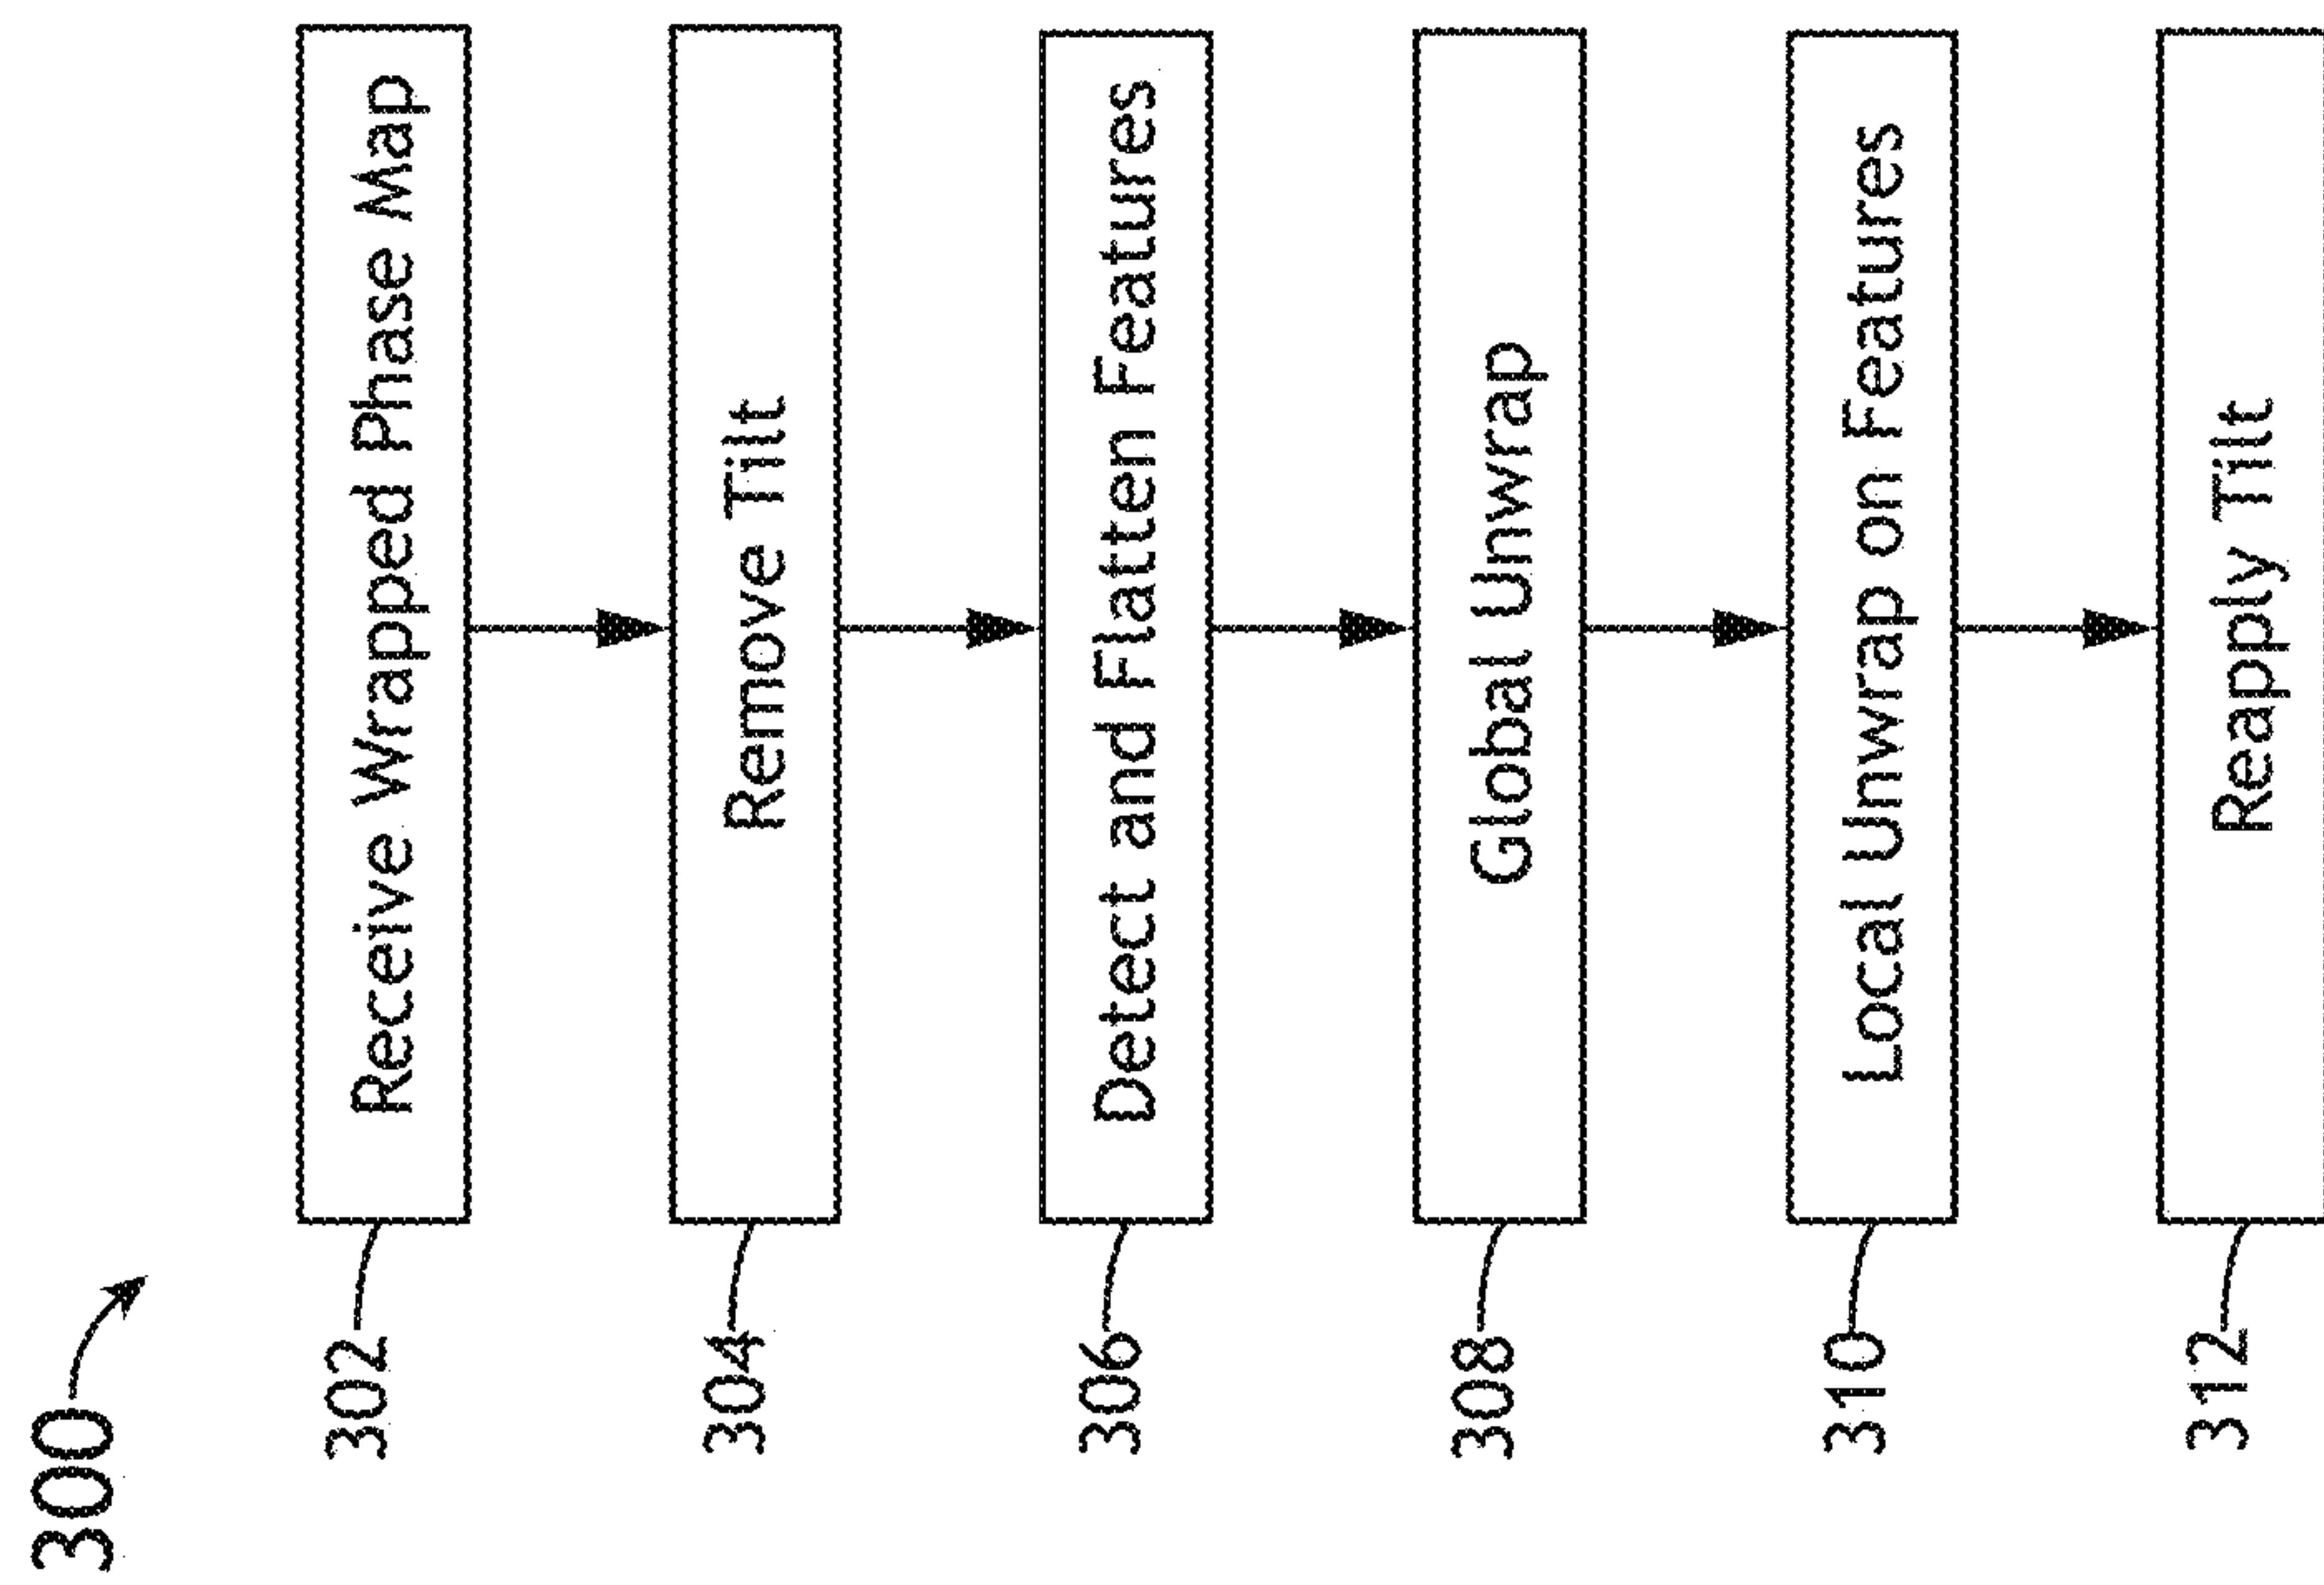 300
302
Receive Wrapped Phase Map
304
Remove Tilt
306
Detect and Flatten Features
308
Global Unwrap
310
Local Unwrap on Features
312
Reapply Tilt